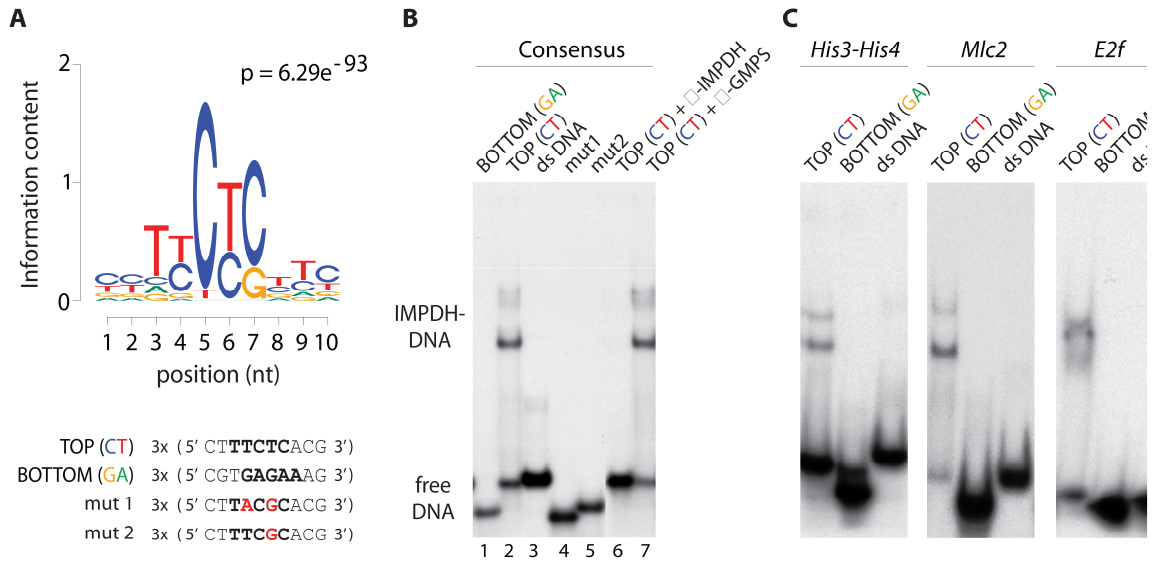 A
Information content
2
1
0
p = 6.29e-93
T T C T C
C C C C C G
1 2 3 4 5 6 7 8 9 10
position (nt)
TOP (CT) 3x (5' CTTTCTCACG 3')
BOTTOM (GA) 3x (5' CGTGAGAAAG 3')
mut 1 3x (5' CTTACGCACG 3')
mut 2 3x (5' CTTTCGCACG 3')
B
Consensus
BOTTOM (GA)
TOP (CT)
ds DNA
mut1
mut2
TOP (CT) + □-IMPDH
TOP (CT) + □-GMPS
IMPDH-
DNA
free
DNA
1 2 3 4 5 6 7
C
His3-His4
TOP (CT)
BOTTOM (GA)
ds DNA
Mlc2
TOP (CT)
BOTTOM (GA)
ds DNA
E2f
TOP (CT)
BOTTOM
ds